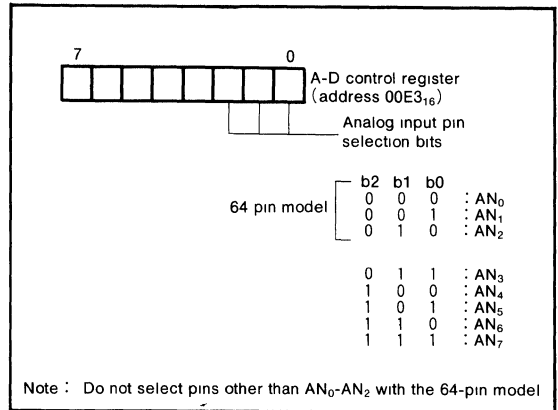 7 0
A-D control register
(address 00E3₁₆)
Analog input pin
selection bits
b2 b1 b0
64 pin model
0 0 0 : AN₀
0 0 1 : AN₁
0 1 0 : AN₂
0 1 1 : AN₃
1 0 0 : AN₄
1 0 1 : AN₅
1 1 0 : AN₆
1 1 1 : AN₇
Note : Do not select pins other than AN₀-AN₂ with the 64-pin model